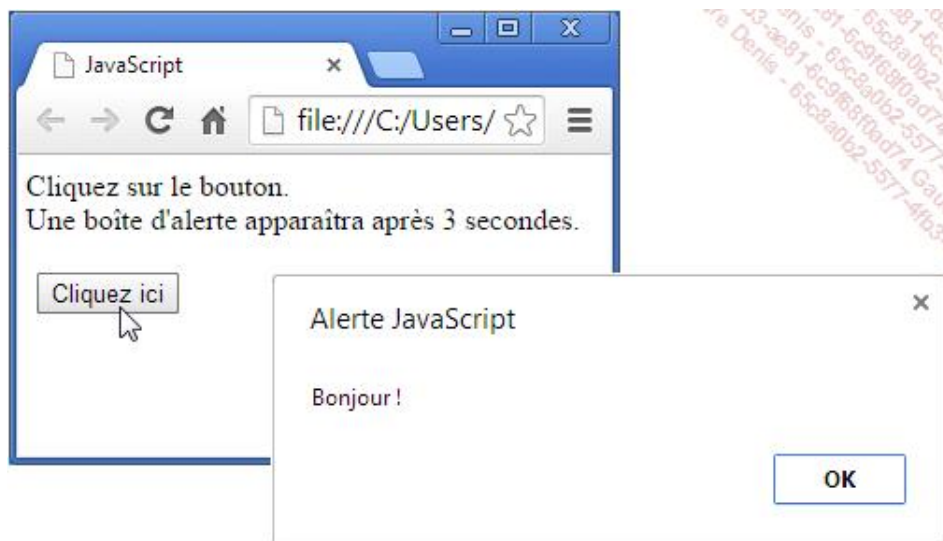 JavaScript
file:///C:/Users/
Cliquez sur le bouton.
Une boîte d'alerte apparaîtra après 3 secondes.
Cliquez ici
Alerte JavaScript
Bonjour !
OK